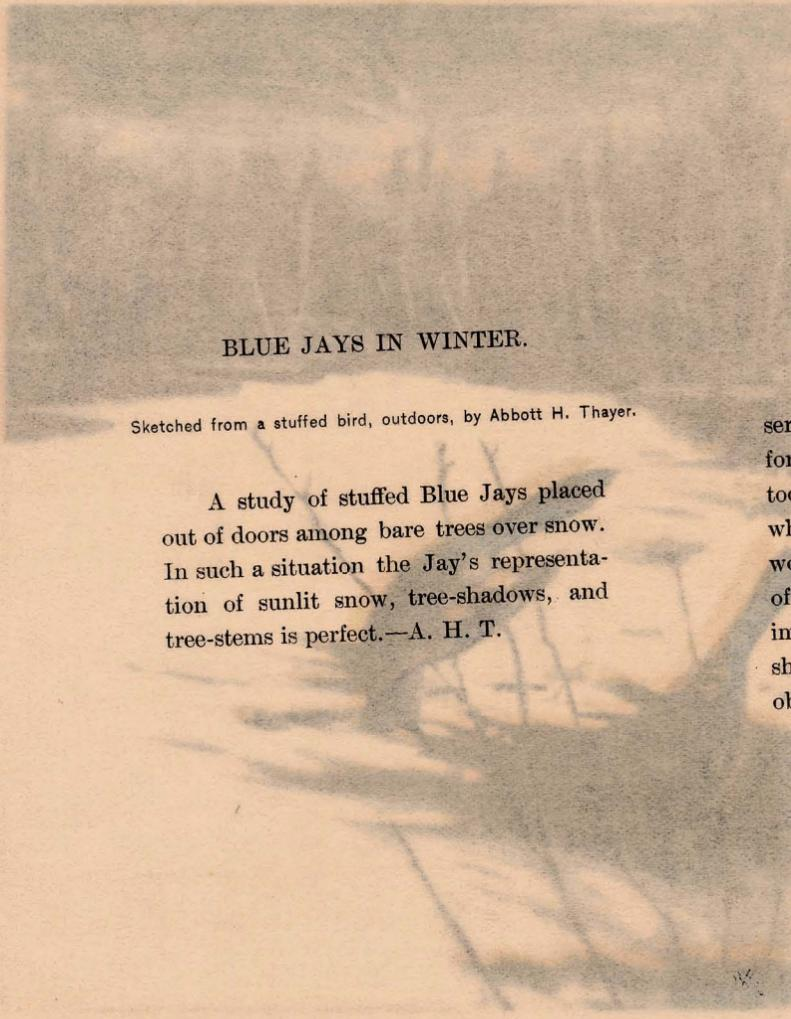 BLUE JAYS IN WINTER.
Sketched from a stuffed bird, outdoors, by Abbott H. Thayer.
A study of stuffed Blue Jays placed
out of doors among bare trees over snow.
In such a situation the Jay's representa-
tion of sunlit snow, tree-shadows, and
tree-stems is perfect.—A. H. T.